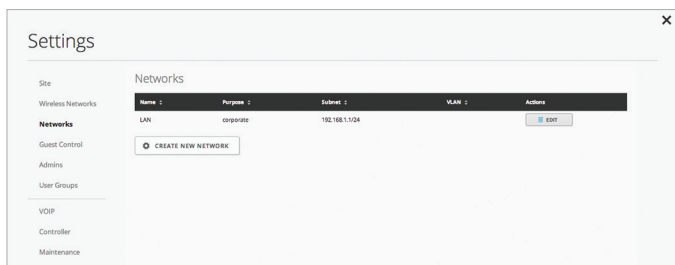 Settings
Site
Wireless Networks
Networks
Guest Control
Admins
User Groups
VOIP
Controller
Maintenance
Networks
Name Purpose Subnet VLAN Actions
LAN corporate 192.168.1.1/24 EDIT
CREATE NEW NETWORK